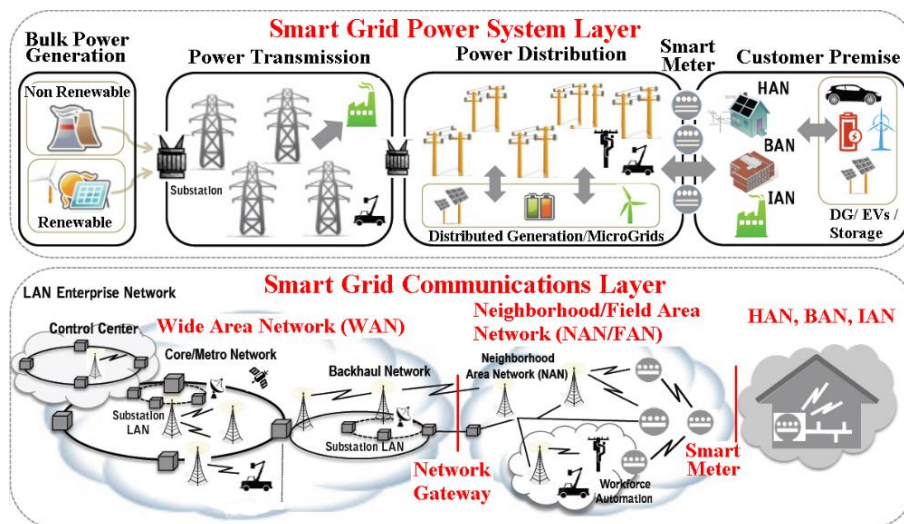 Smart Grid Power System Layer
Bulk Power
Generation
Power Transmission
Power Distribution
Smart
Meter
Customer Premise
Non Renewable
Renewable
Substation
Distributed Generation/MicroGrids
HAN
BAN
IAN
DG/ EVs /
Storage
Smart Grid Communications Layer
LAN Enterprise Network
Control Center
Wide Area Network (WAN)
Core/Metro Network
Substation
LAN
Backhaul Network
Substation LAN
Network
Gateway
Neighborhood/Field Area
Network (NAN/FAN)
Neighborhood
Area Network (NAN)
Workforce
Automation
Smart
Meter
HAN, BAN, IAN